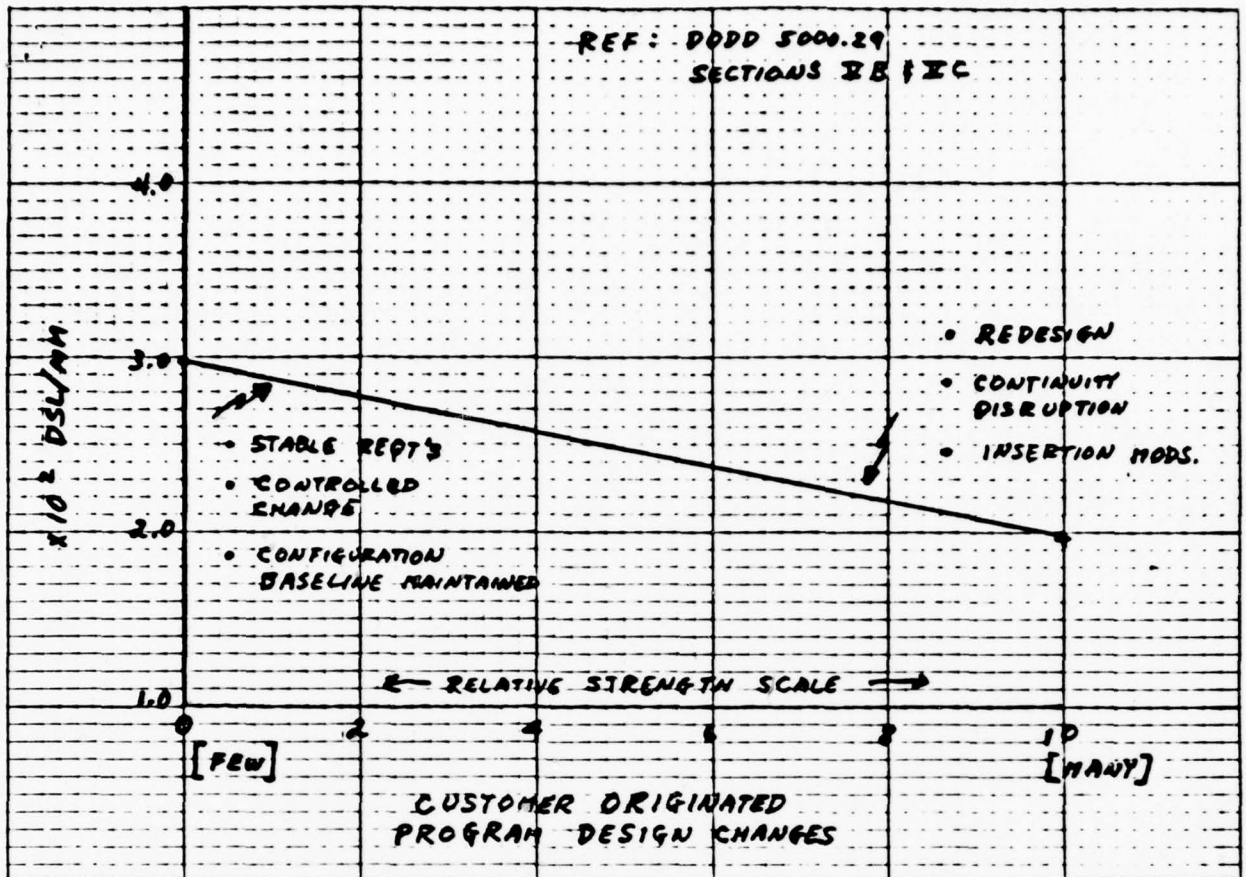 REF: DODD 5000.29
SECTIONS VB & VC
4.0
3.0
2.0
1.0
X 10² DSL/MM
• REDESIGN
• CONTINUITY
DISRUPTION
• INSERTION MODS.
• STABLE REQT'S
• CONTROLLED
CHANGE
• CONFIGURATION
BASELINE MAINTAINED
← RELATIVE STRENGTH SCALE →
0 2 4 6 8 10
[FEW] [MANY]
CUSTOMER ORIGINATED
PROGRAM DESIGN CHANGES